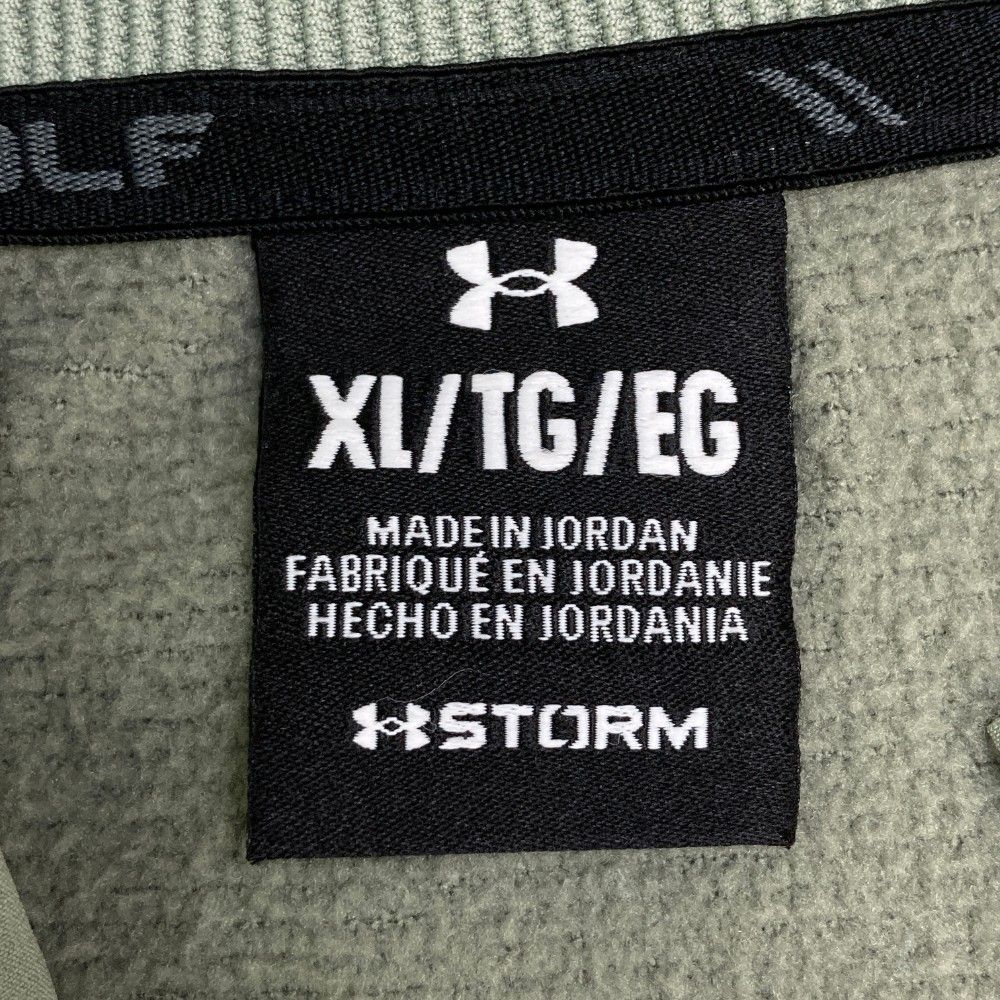 OLF
XL/TG/EG
MADE IN JORDAN
FABRIQUÉ EN JORDANIE
HECHO EN JORDANIA
STORM